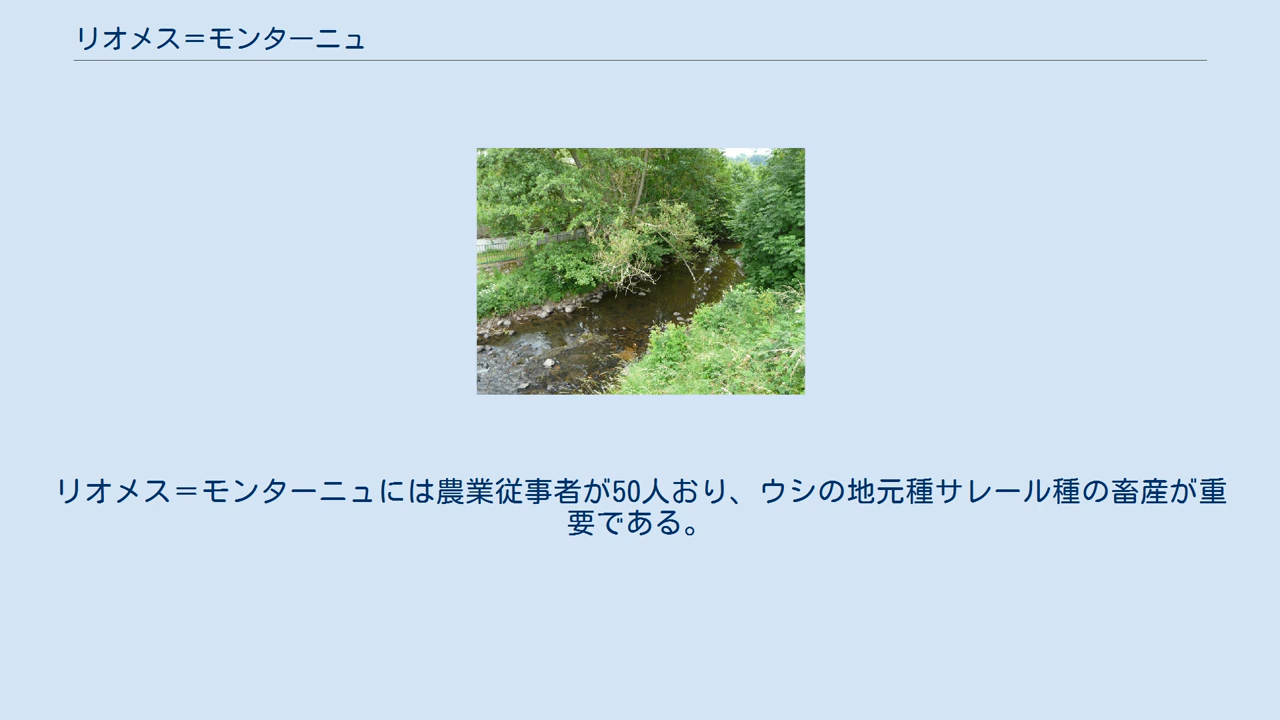 リオメス＝モンターニュ
リオメス＝モンターニュには農業従事者が50人おり、ウシの地元種サレール種の畜産が重
要である。